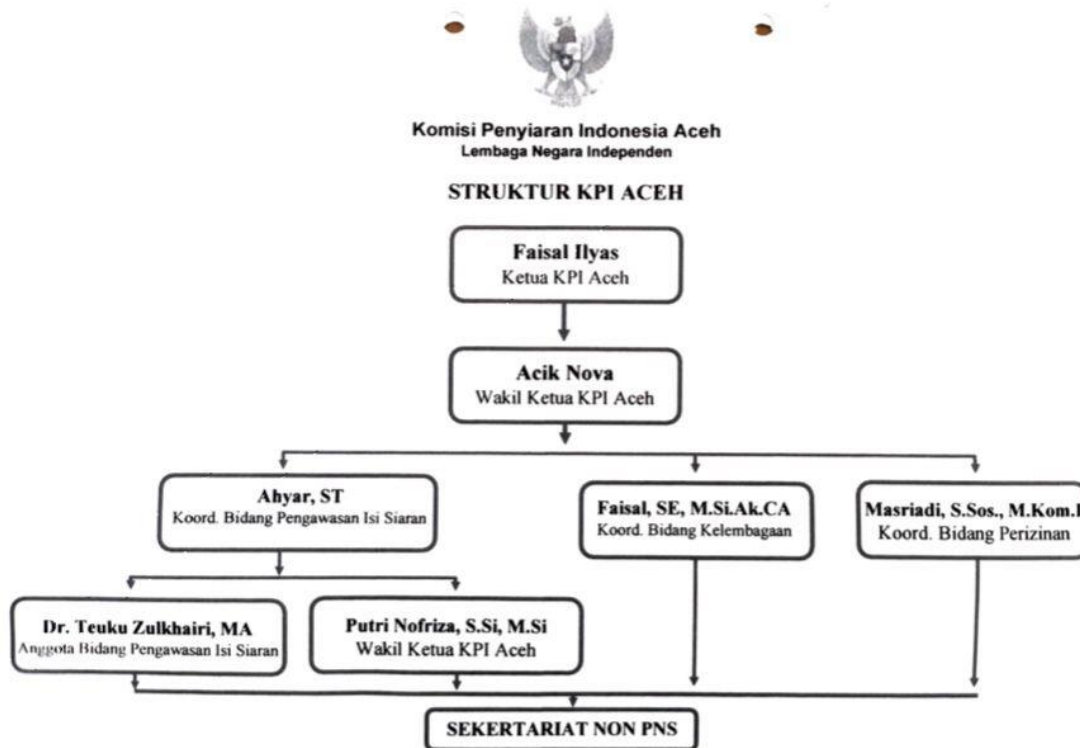 Komisi Penyiaran Indonesia Aceh
Lembaga Negara Independen
STRUKTUR KPI ACEH
Faisal Ilyas
Ketua KPI Aceh
Acik Nova
Wakil Ketua KPI Aceh
Ahyar, ST
Koord. Bidang Pengawasan Isi Siaran
Faisal, SE, M.Si.Ak.CA
Koord. Bidang Kelembagaan
Masriadi, S.Sos., M.Kom.I
Koord. Bidang Perizinan
Dr. Teuku Zulkhairi, MA
Anggota Bidang Pengawasan Isi Siaran
Putri Nofriza, S.Si, M.Si
Wakil Ketua KPI Aceh
SEKERTARIAT NON PNS